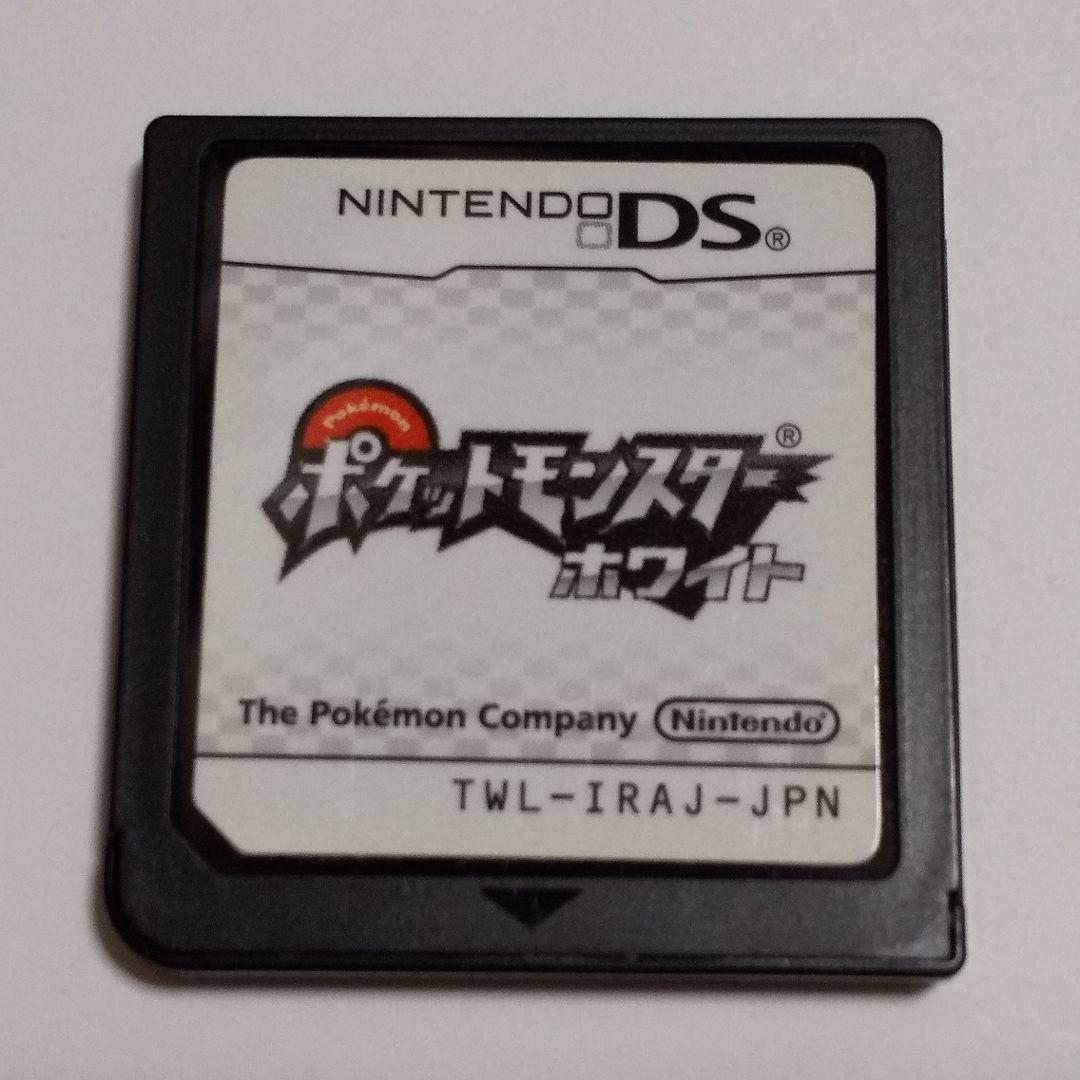 NINTENDO DS®
Pokémon
ポケットモンスター®
ホワイト
The Pokémon Company Nintendo®
TWL-IRAJ-JPN